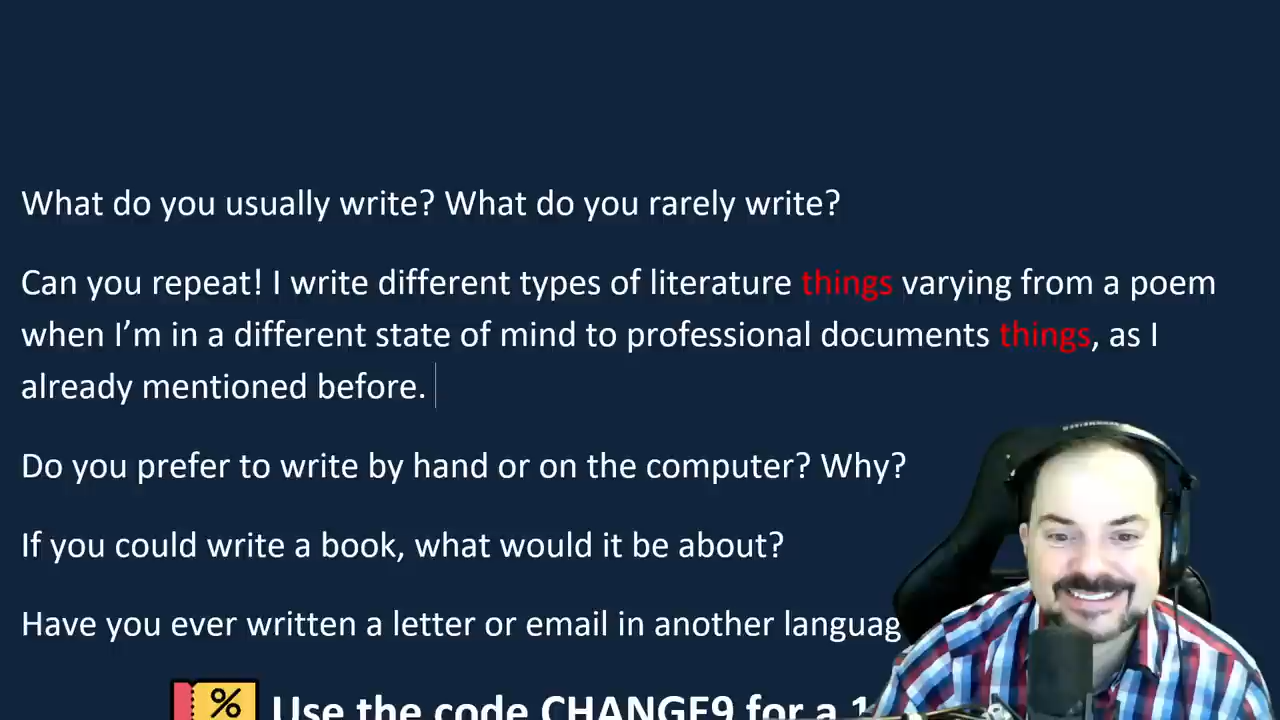 What do you usually write? What do you rarely write?
Can you repeat! I write different types of literature things varying from a poem
when I’m in a different state of mind to professional documents things, as I
already mentioned before.
Do you prefer to write by hand or on the computer? Why?
If you could write a book, what would it be about?
Have you ever written a letter or email in another languag
% Use the code CHANGE9 for a 1